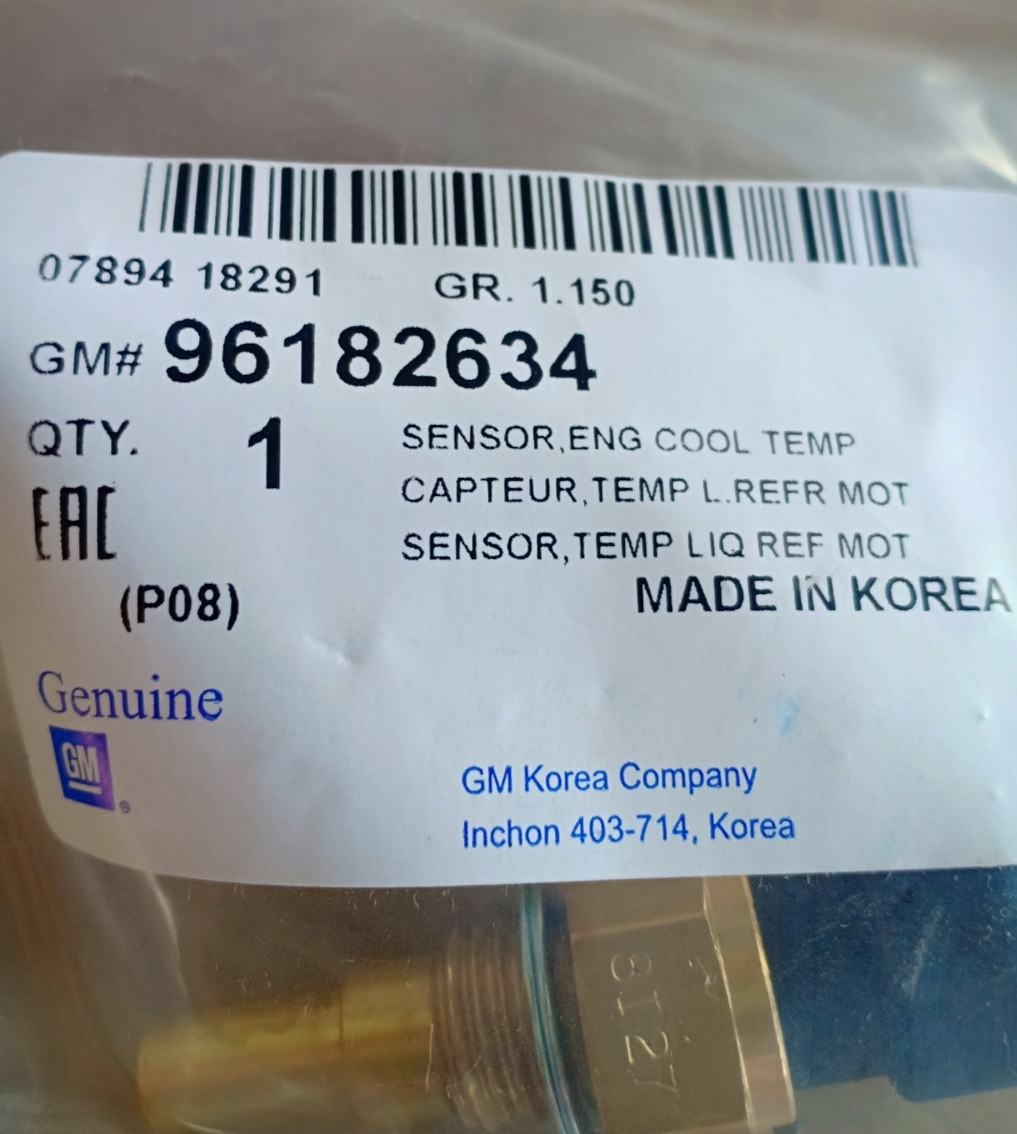 07894 18291 GR. 1.150
GM# 96182634
QTY. 1 SENSOR,ENG COOL TEMP
CAPTEUR,TEMP L.REFR MOT
EAC SENSOR,TEMP LIQ REF MOT
(P08) MADE IN KOREA
Genuine
GM ®
GM Korea Company
Inchon 403-714, Korea